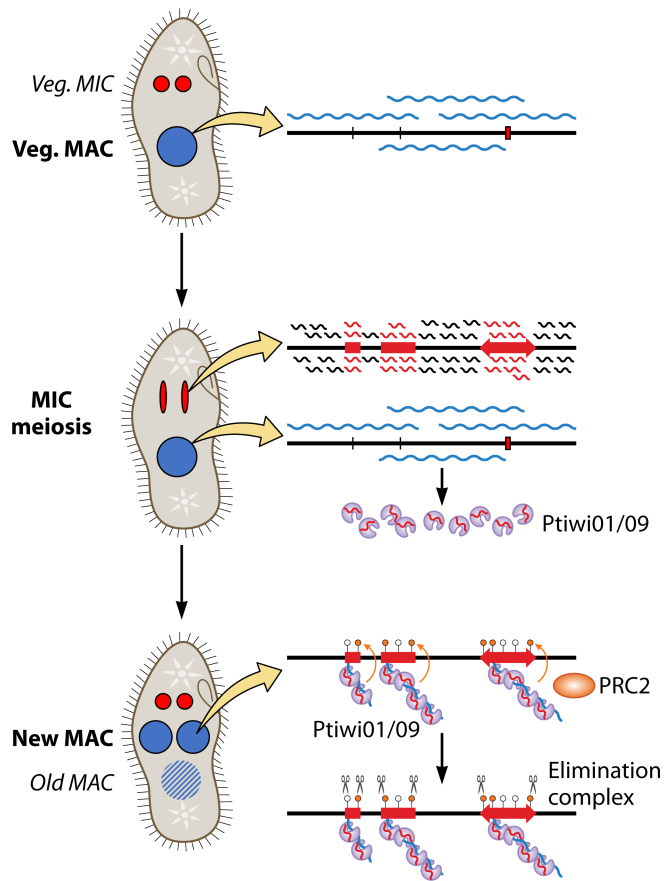 Veg. MIC
Veg. MAC
MIC
meiosis
Ptiwi01/09
PRC2
Ptiwi01/09
New MAC
Old MAC
Elimination
complex